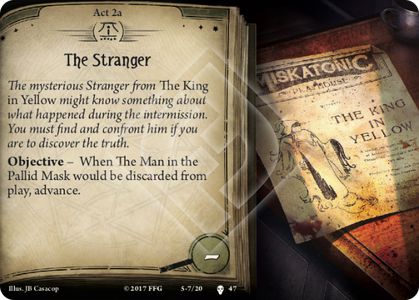 Act 2a
The Stranger
The mysterious Stranger from The King
in Yellow might know something about
what happened during the intermission.
You must find and confront him if you
are to discover the truth.
Objective – When The Man in the
Pallid Mask would be discarded from
play, advance.
–
Illus. JB Casacop
© 2017 FFG
5-7/20
47
MISKATONIC
PLAYHOUSE
THE KING
IN
YELLOW